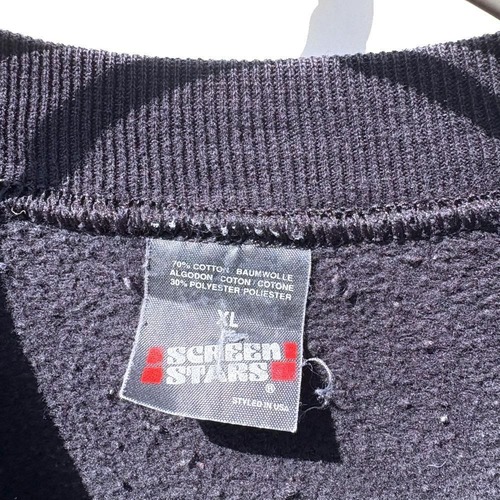 70% COTTON / BAUMWOLLE
ALGODON / COTON / COTONE
30% POLYESTER / POLIESTER
XL
SCREEN
STARS®
STYLED IN USA